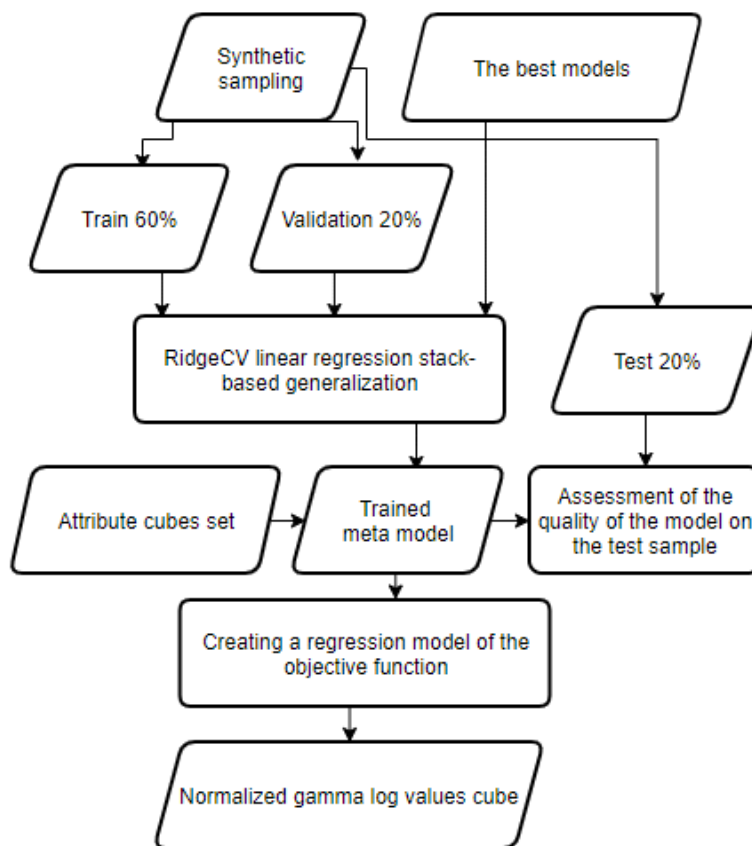 Synthetic
sampling
The best models
Train 60%
Validation 20%
RidgeCV linear regression stack-
based generalization
Test 20%
Attribute cubes set
Trained
meta model
Assessment of the
quality of the model on
the test sample
Creating a regression model of the
objective function
Normalized gamma log values cube